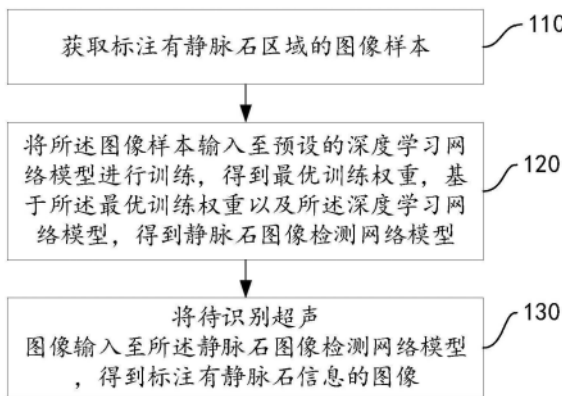 获取标注有静脉石区域的图像样本
110
将所述图像样本输入至预设的深度学习网
络模型进行训练，得到最优训练权重，基
于所述最优训练权重以及所述深度学习网
络模型，得到静脉石图像检测网络模型
120
将待识别超声
图像输入至所述静脉石图像检测网络模型
，得到标注有静脉石信息的图像
130